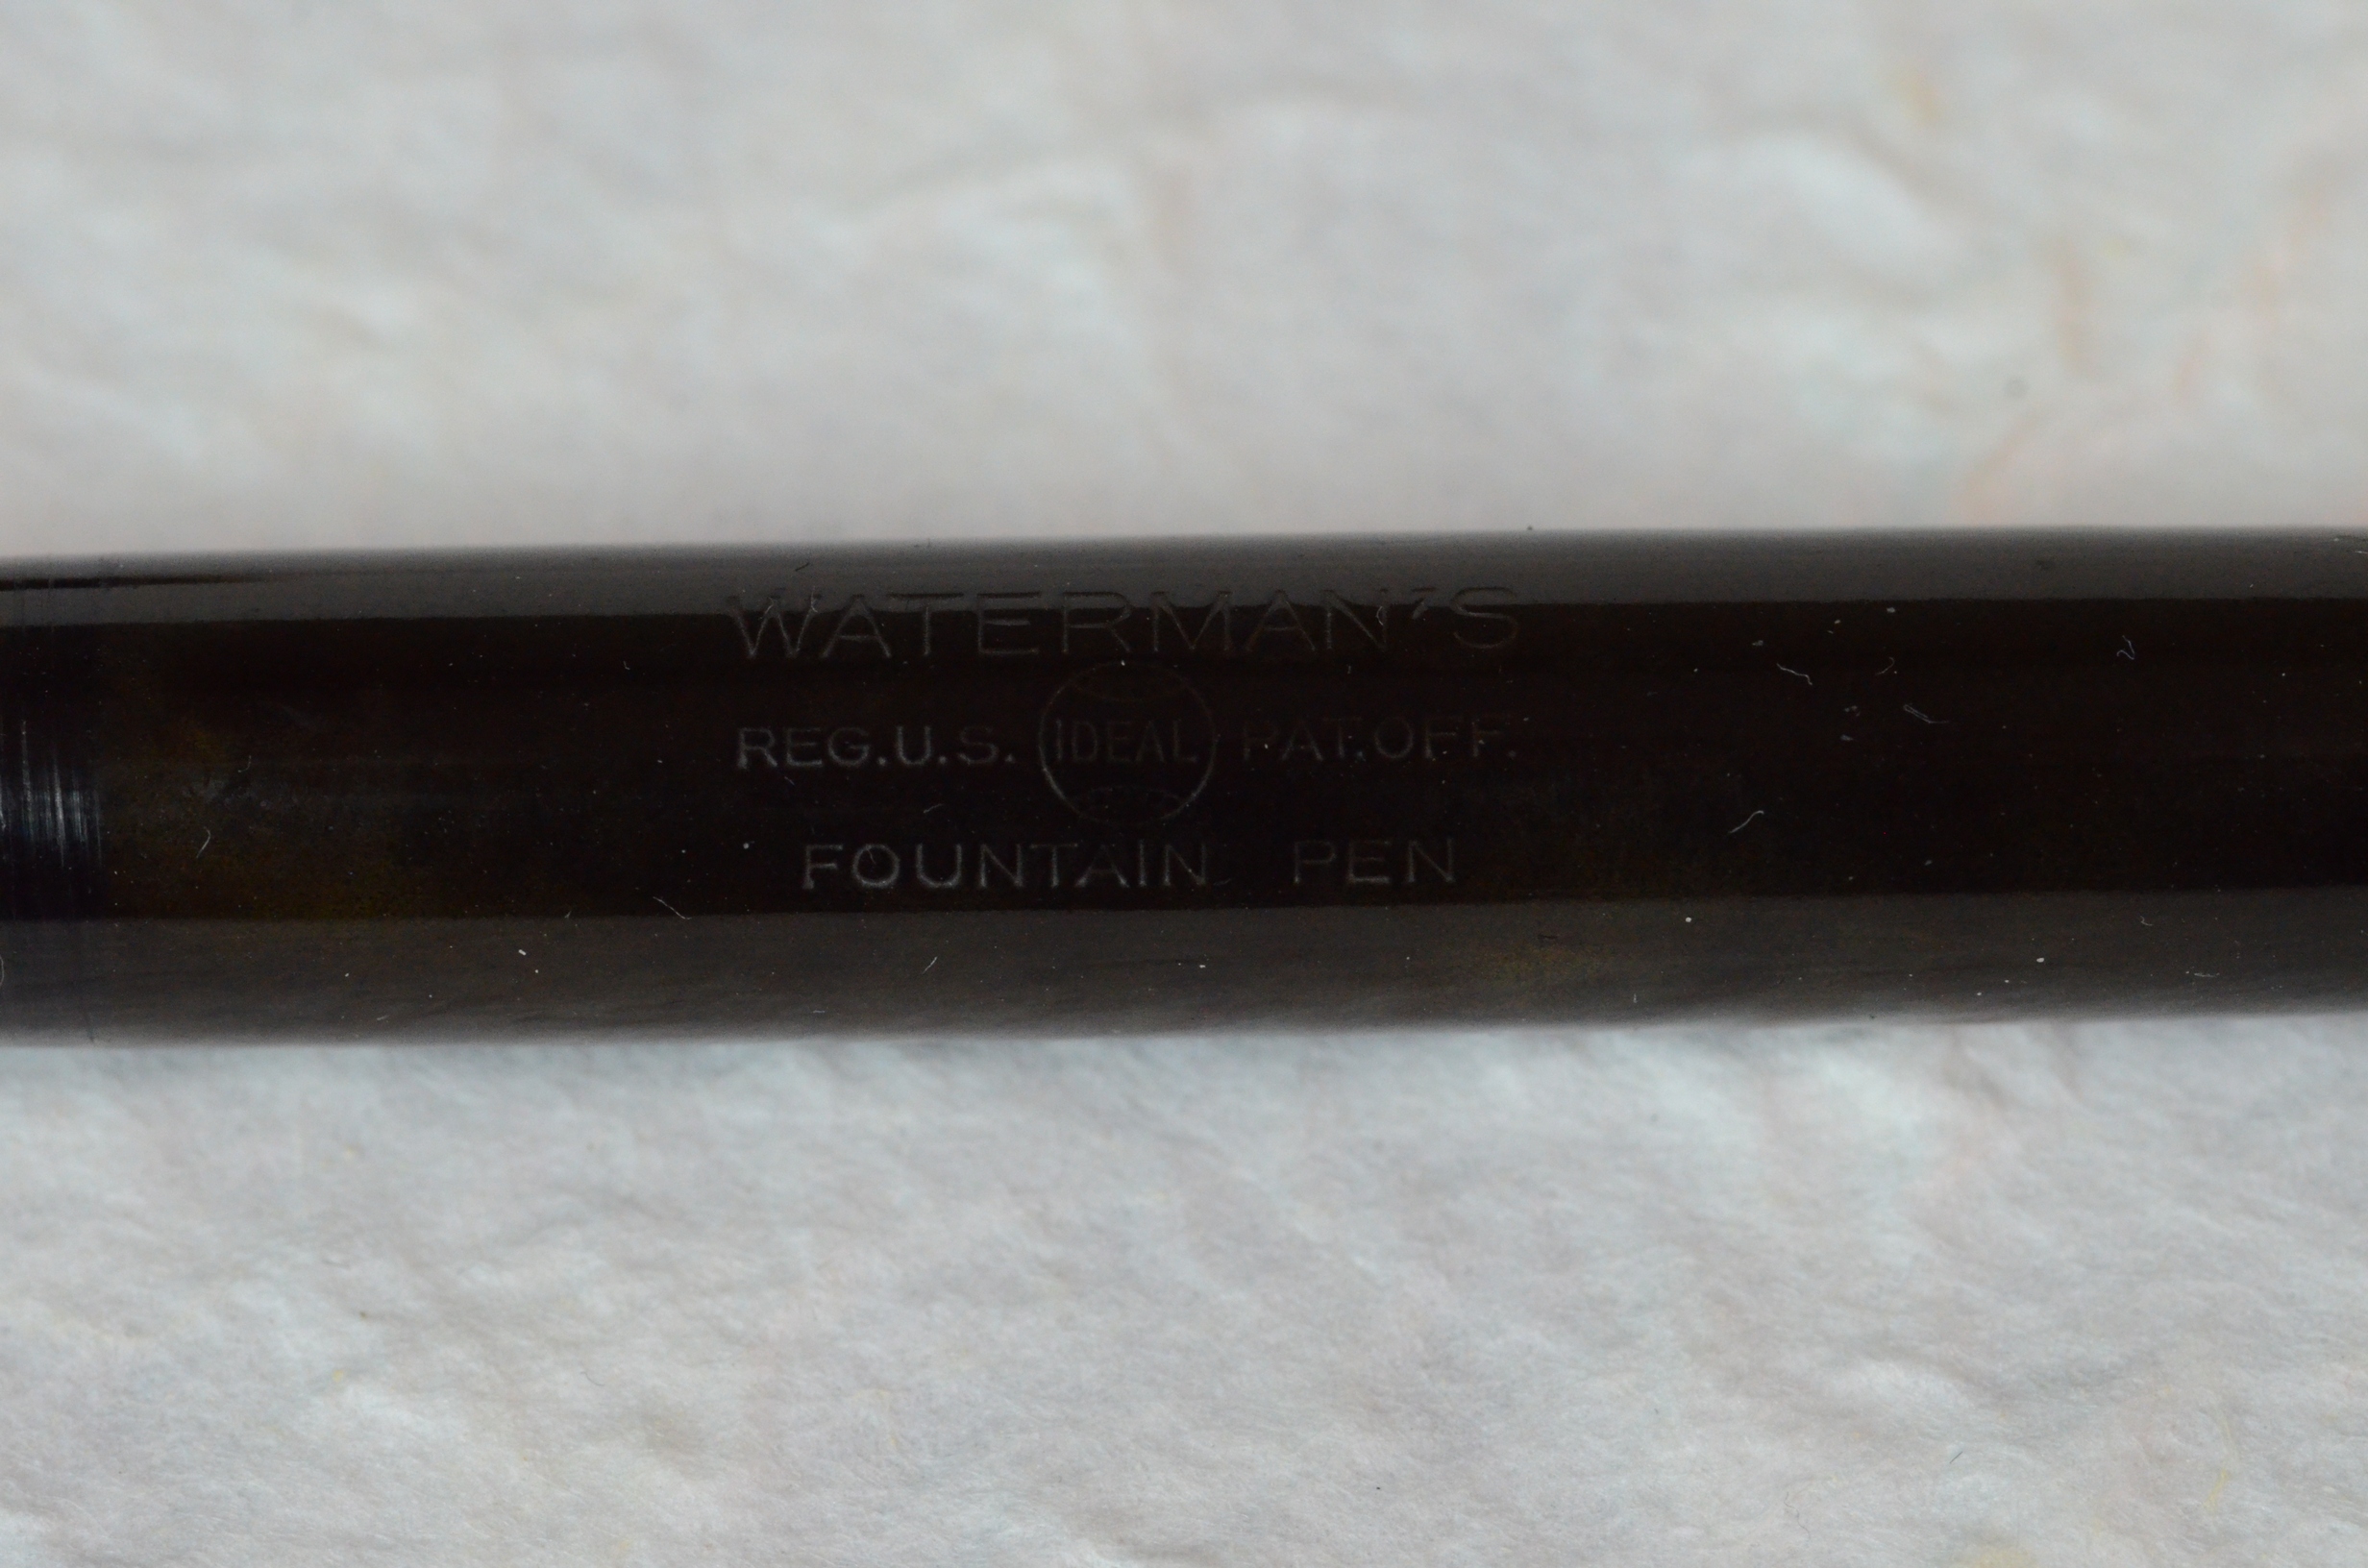 WATERMAN'S
REG.U.S. IDEAL PAT.OFF.
FOUNTAIN PEN